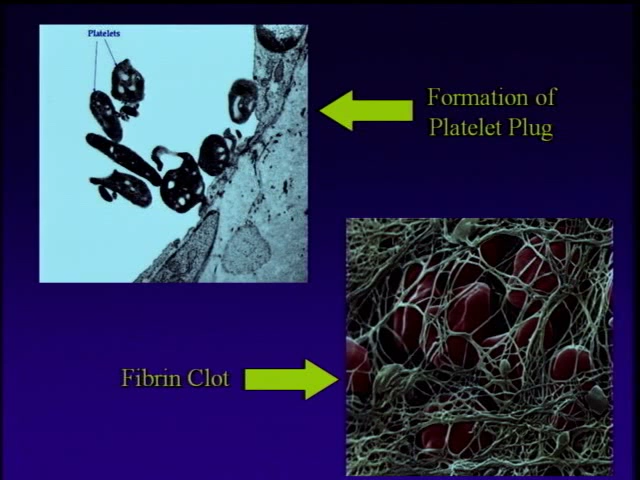 Platelets
Formation of
Platelet Plug
Fibrin Clot